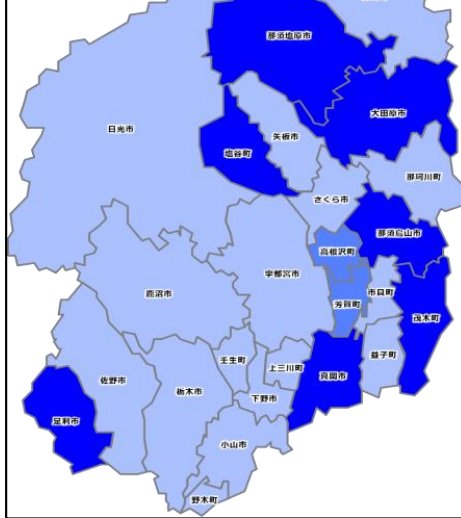 那須塩原市
大田原市
日光市
矢板市
塩谷町
那珂川町
さくら市
那須烏山市
高根沢町
宇都宮市
市貝町
鹿沼市
芳賀町
茂木町
壬生町
益子町
上三川町
真岡市
佐野市
栃木市
下野市
足利市
小山市
野木町